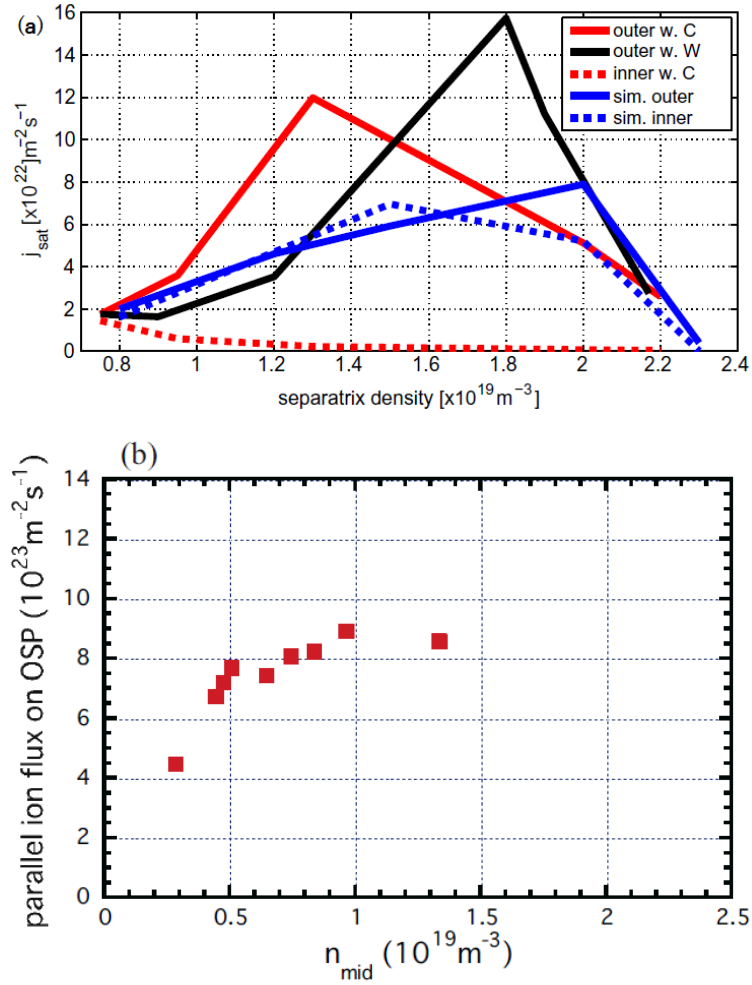 (a)
16
14
12
10
8
6
4
2
0
j_sat [x10^22]m^-2 s^-1
outer w. C
outer w. W
inner w. C
sim. outer
sim. inner
0.8 1 1.2 1.4 1.6 1.8 2 2.2 2.4
separatrix density [x10^19 m^-3]
(b)
14
12
10
8
6
4
2
0
parallel ion flux on OSP (10^23 m^-2 s^-1)
0 0.5 1 1.5 2 2.5
n_mid (10^19 m^-3)